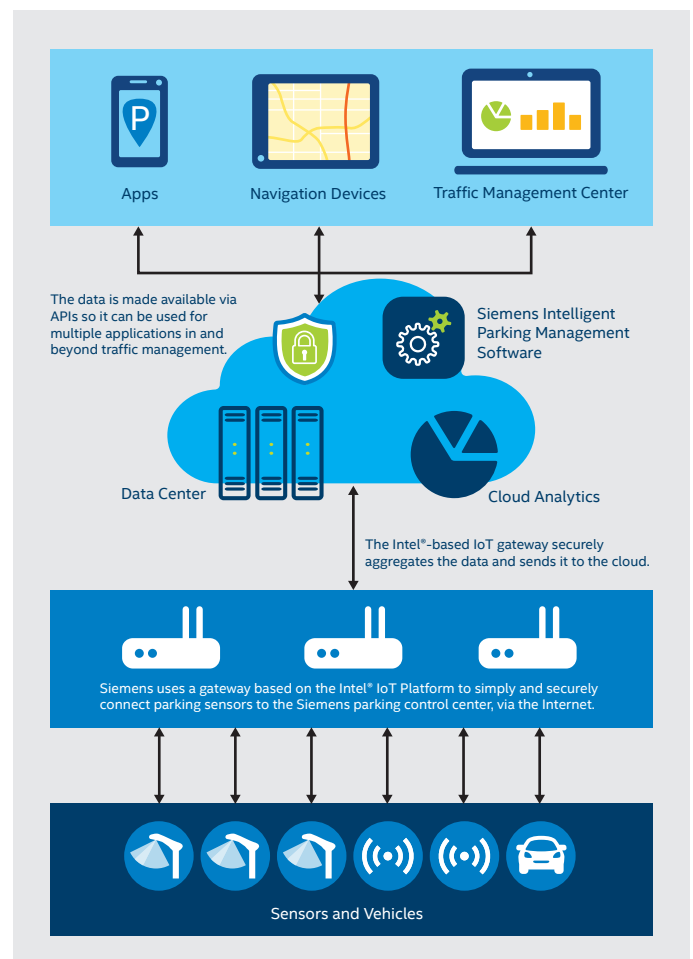 P
Apps
Navigation Devices
Traffic Management Center
The data is made available via
APIs so it can be used for
multiple applications in and
beyond traffic management.
Siemens Intelligent
Parking Management
Software
Data Center
Cloud Analytics
The Intel®-based IoT gateway securely
aggregates the data and sends it to the cloud.
Siemens uses a gateway based on the Intel® IoT Platform to simply and securely
connect parking sensors to the Siemens parking control center, via the Internet.
Sensors and Vehicles